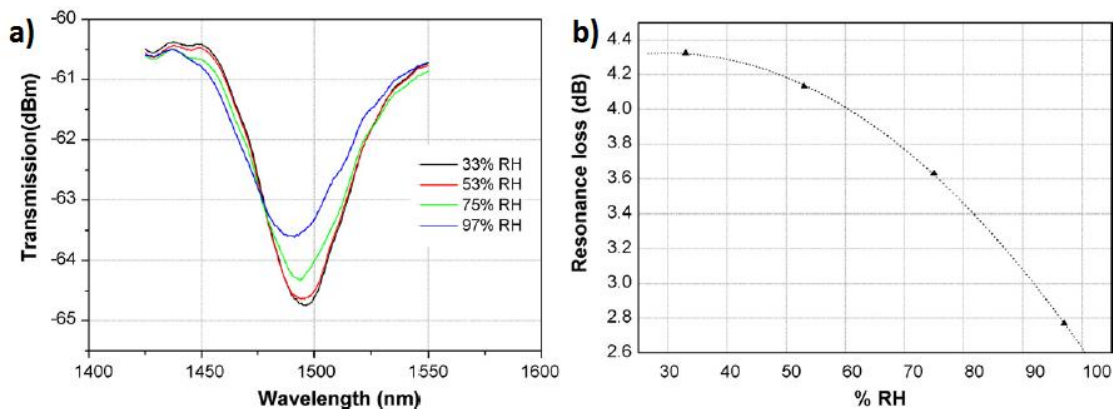 a)
Transmission(dBm)
-60
-61
-62
-63
-64
-65
33% RH
53% RH
75% RH
97% RH
1400
1450
1500
1550
1600
Wavelength (nm)
b)
Resonance loss (dB)
4.4
4.2
4.0
3.8
3.6
3.4
3.2
3.0
2.8
2.6
30
40
50
60
70
80
90
100
% RH